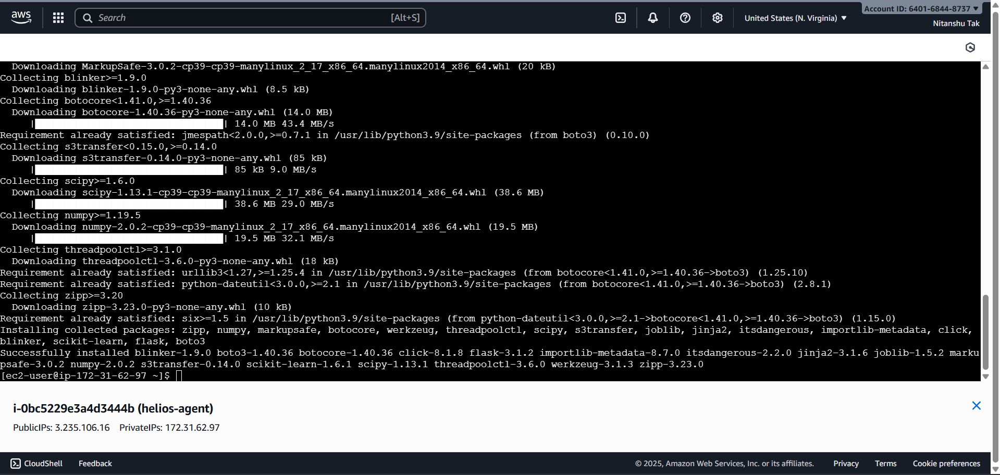 aws
Search [Alt+S]
United States (N. Virginia) ▼
Account ID: 6401-6844-8737 ▼
Nitanshu Tak
Downloading MarkupSafe-3.0.2-cp39-cp39-manylinux_2_17_x86_64.manylinux2014_x86_64.whl (20 kB)
Collecting blinker>=1.9.0
Downloading blinker-1.9.0-py3-none-any.whl (8.5 kB)
Collecting botocore<1.41.0,>=1.40.36
Downloading botocore-1.40.36-py3-none-any.whl (14.0 MB)
|████████████████████████████████| 14.0 MB 43.4 MB/s
Requirement already satisfied: jmespath<2.0.0,>=0.7.1 in /usr/lib/python3.9/site-packages (from boto3) (0.10.0)
Collecting s3transfer<0.15.0,>=0.14.0
Downloading s3transfer-0.14.0-py3-none-any.whl (85 kB)
|████████████████████████████████| 85 kB 9.0 MB/s
Collecting scipy>=1.6.0
Downloading scipy-1.13.1-cp39-cp39-manylinux_2_17_x86_64.manylinux2014_x86_64.whl (38.6 MB)
|████████████████████████████████| 38.6 MB 29.0 MB/s
Collecting numpy>=1.19.5
Downloading numpy-2.0.2-cp39-cp39-manylinux_2_17_x86_64.manylinux2014_x86_64.whl (19.5 MB)
|████████████████████████████████| 19.5 MB 32.1 MB/s
Collecting threadpoolctl>=3.1.0
Downloading threadpoolctl-3.6.0-py3-none-any.whl (18 kB)
Requirement already satisfied: urllib3<1.27,>=1.25.4 in /usr/lib/python3.9/site-packages (from botocore<1.41.0,>=1.40.36->boto3) (1.25.10)
Requirement already satisfied: python-dateutil<3.0.0,>=2.1 in /usr/lib/python3.9/site-packages (from botocore<1.41.0,>=1.40.36->boto3) (2.8.1)
Collecting zipp>=3.20
Downloading zipp-3.23.0-py3-none-any.whl (10 kB)
Requirement already satisfied: six>=1.5 in /usr/lib/python3.9/site-packages (from python-dateutil<3.0.0,>=2.1->botocore<1.41.0,>=1.40.36->boto3) (1.15.0)
Installing collected packages: zipp, numpy, markupsafe, botocore, werkzeug, threadpoolctl, scipy, s3transfer, joblib, jinja2, itsdangerous, importlib-metadata, click,
blinker, scikit-learn, flask, boto3
Successfully installed blinker-1.9.0 boto3-1.40.36 botocore-1.40.36 click-8.1.8 flask-3.1.2 importlib-metadata-8.7.0 itsdangerous-2.2.0 jinja2-3.1.6 joblib-1.5.2 marku
psafe-3.0.2 numpy-2.0.2 s3transfer-0.14.0 scikit-learn-1.6.1 scipy-1.13.1 threadpoolctl-3.6.0 werkzeug-3.1.3 zipp-3.23.0
[ec2-user@ip-172-31-62-97 ~]$
i-0bc5229e3a4d3444b (helios-agent)
PublicIPs: 3.235.106.16 PrivateIPs: 172.31.62.97
CloudShell Feedback © 2025, Amazon Web Services, Inc. or its affiliates. Privacy Terms Cookie preferences